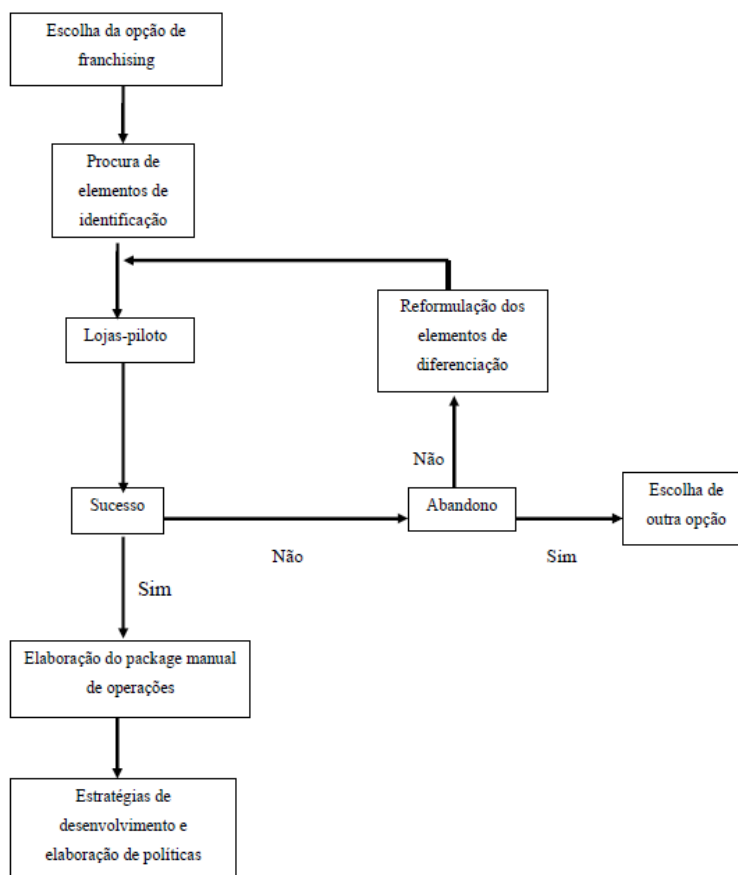 Escolha da opção de
franchising
Procura de
elementos de
identificação
Reformulação dos
elementos de
diferenciação
Lojas-piloto
Não
Sucesso
Abandono
Escolha de
outra opção
Não
Sim
Sim
Elaboração do package manual
de operações
Estratégias de
desenvolvimento e
elaboração de políticas